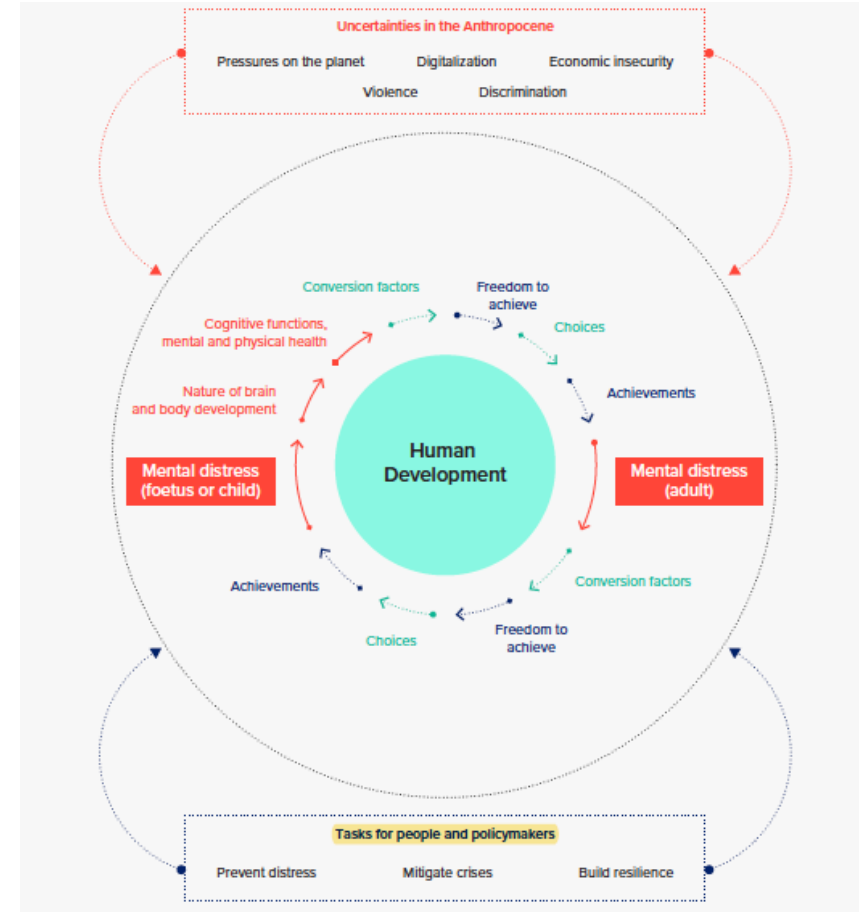 Uncertainties in the Anthropocene
Pressures on the planet Digitalization Economic insecurity
Violence Discrimination
Conversion factors
Freedom to
achieve
Choices
Cognitive functions,
mental and physical health
Nature of brain
and body development
Achievements
Human
Development
Mental distress
(foetus or child)
Mental distress
(adult)
Achievements
Conversion factors
Choices
Freedom to
achieve
Tasks for people and policymakers
Prevent distress Mitigate crises Build resilience